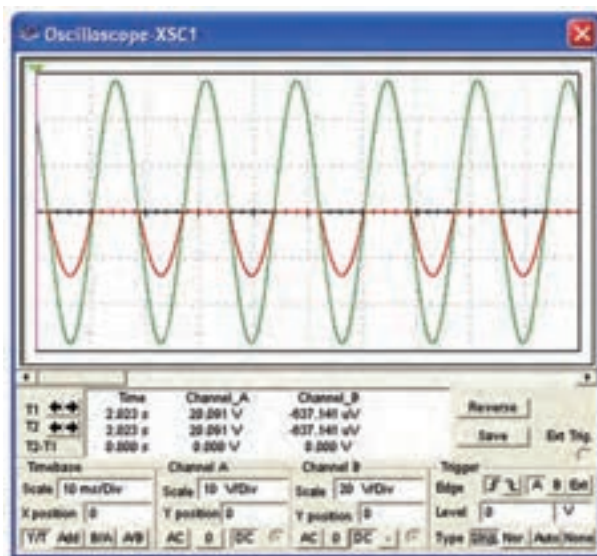 Oscilloscope-XSC1
Time Channel_A Channel_B
T1 2.023 s 20.091 V -637.141 uV
T2 2.023 s 20.091 V -637.141 uV
T2-T1 0.000 s 0.000 V 0.000 V
Reverse
Save
Ext Trig.
Timebase Channel A Channel B Trigger
Scale 10 ms/Div Scale 10 V/Div Scale 20 V/Div Edge A B Ext
X position 0 Y position 0 Y position 0 Level 0 V
Y/T Add B/A A/B AC 0 DC AC 0 DC - Type Sing. Nor. Auto None